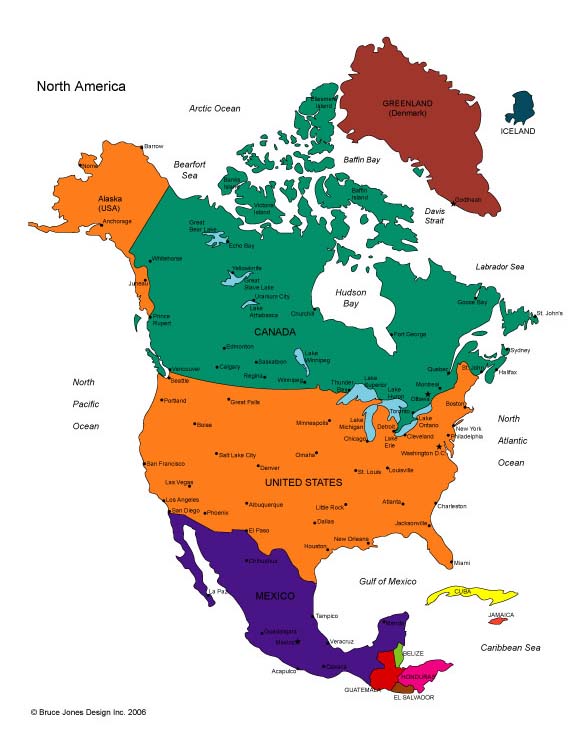 North America
Arctic Ocean
Ellesmere
Island
GREENLAND
(Denmark)
ICELAND
Barrow
Nome
Bearfort
Sea
Baffin Bay
Banks
Island
Baffin
Island
Alaska
(USA)
Victoria
Island
Godthaab
Davis
Strait
Anchorage
Great
Bear Lake
Echo Bay
Whitehorse
Labrador Sea
Yellowknife
Great
Slave Lake
Juneau
Hudson
Bay
Uranium City
Goose Bay
Lake
Athabasca
Churchill
Prince
Rupert
St. John's
CANADA
Fort George
Edmonton
Sydney
Lake
Winnipeg
Saskatoon
Calgary
Vancouver
Quebec
St. John
Halifax
Regina
Winnipeg
Seattle
Thunder
Bay
Lake
Superior
Montreal
North
Pacific
Ocean
Lake
Huron
Ottawa
Portland
Great Falls
Boston
Toronto
Lake
Ontario
North
Atlantic
Ocean
Boise
Minneapolis
Lake
Michigan
Detroit
New York
Philadelphia
Chicago
Lake
Erie
Cleveland
Salt Lake City
Omaha
Washington D.C.
San Francisco
Denver
St. Louis
Louisville
Las Vegas
UNITED STATES
Los Angeles
Albuquerque
Little Rock
Atlanta
Charleston
San Diego
Phoenix
Dallas
Jacksonville
El Paso
New Orleans
Houston
Miami
Chihuahua
Gulf of Mexico
La Paz
CUBA
MEXICO
Tampico
JAMAICA
Merida
Guadalajara
Mexico
Veracruz
Caribbean Sea
BELIZE
Acapulco
Oaxaca
HONDURAS
GUATEMALA
EL SALVADOR
© Bruce Jones Design Inc. 2006